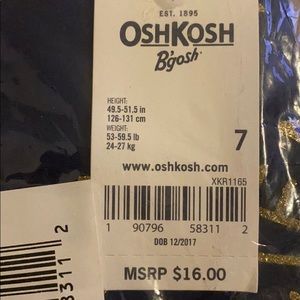 EST. 1895
OSHKOSH
B'gosh
HEIGHT:
49.5-51.5 in
126-131 cm
WEIGHT:
53-59.5 lb
24-27 kg
7
www.oshkosh.com
XKR1165
1 90796 58311 2
DOB 12/2017
MSRP $16.00
58311 2